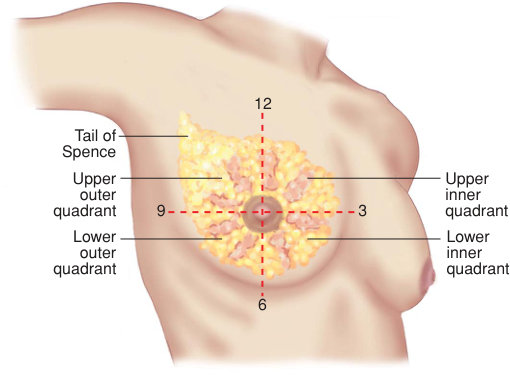 12
Tail of
Spence
Upper
outer
quadrant
Upper
inner
quadrant
9
3
Lower
outer
quadrant
Lower
inner
quadrant
6